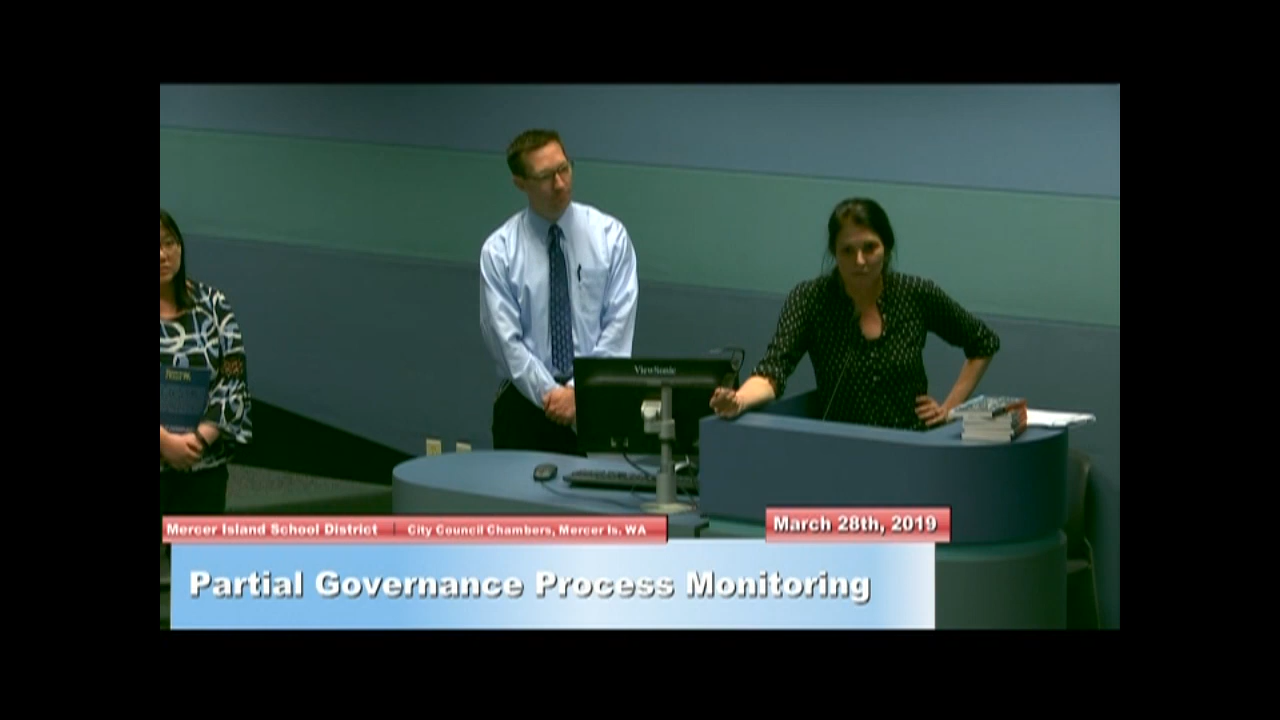 ViewSonic
Mercer Island School District | City Council Chambers, Mercer Is, WA
March 28th, 2019
Partial Governance Process Monitoring